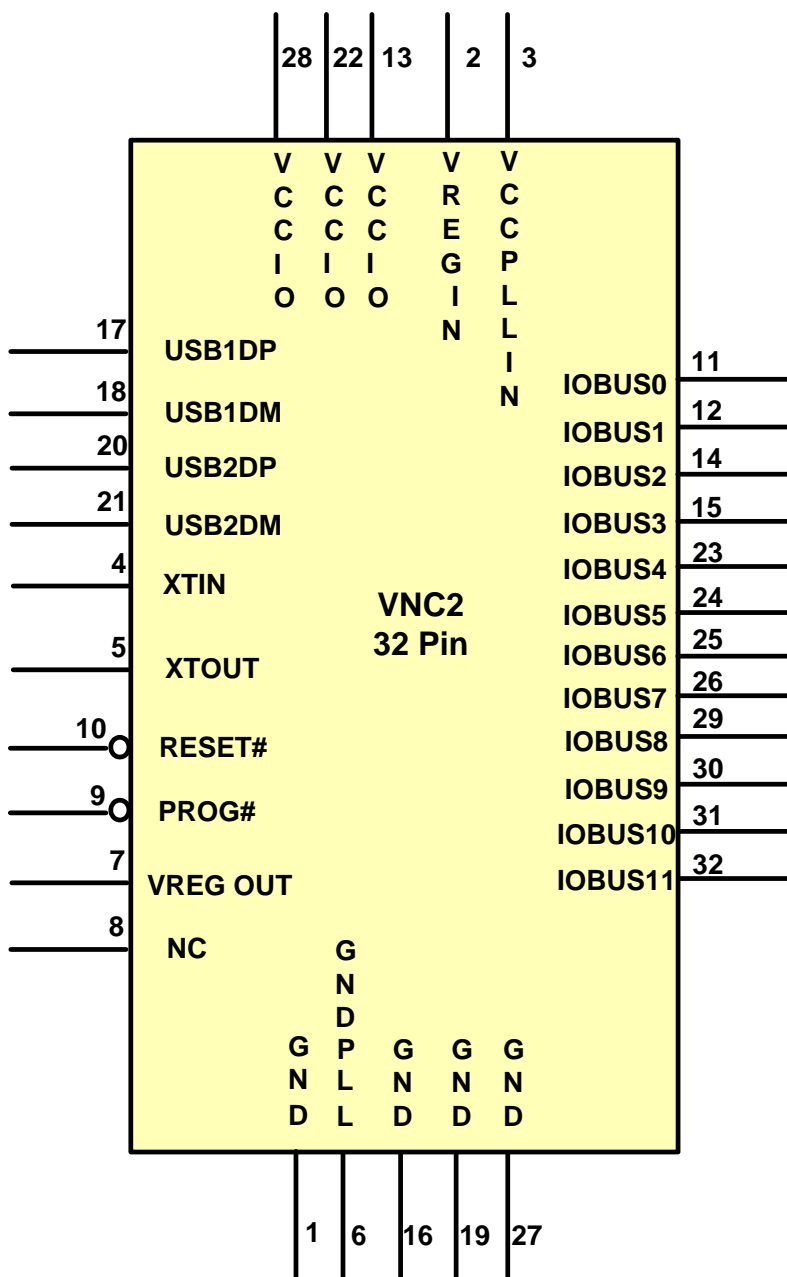 28 22 13 2 3
VCCIO VCCIO VCCIO VREGIN VCCPLLIN
17 USB1DP
18 USB1DM
20 USB2DP
21 USB2DM
4 XTIN
5 XTOUT
10 RESET#
9 PROG#
7 VREG OUT
8 NC
VNC2
32 Pin
IOBUS0 11
IOBUS1 12
IOBUS2 14
IOBUS3 15
IOBUS4 23
IOBUS5 24
IOBUS6 25
IOBUS7 26
IOBUS8 29
IOBUS9 30
IOBUS10 31
IOBUS11 32
GND GNDPLL GND GND GND
1 6 16 19 27